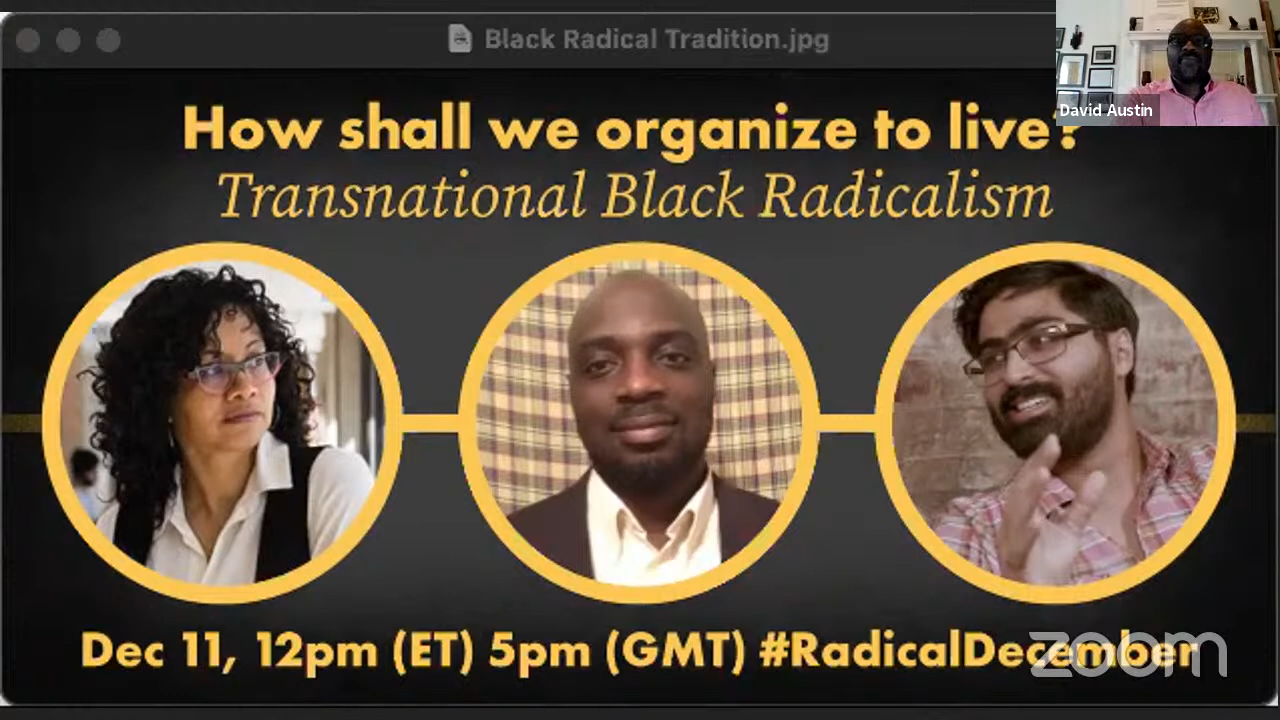 Black Radical Tradition.jpg
David Austin
How shall we organize to live?
Transnational Black Radicalism
Dec 11, 12pm (ET) 5pm (GMT) #RadicalDecember
zoom